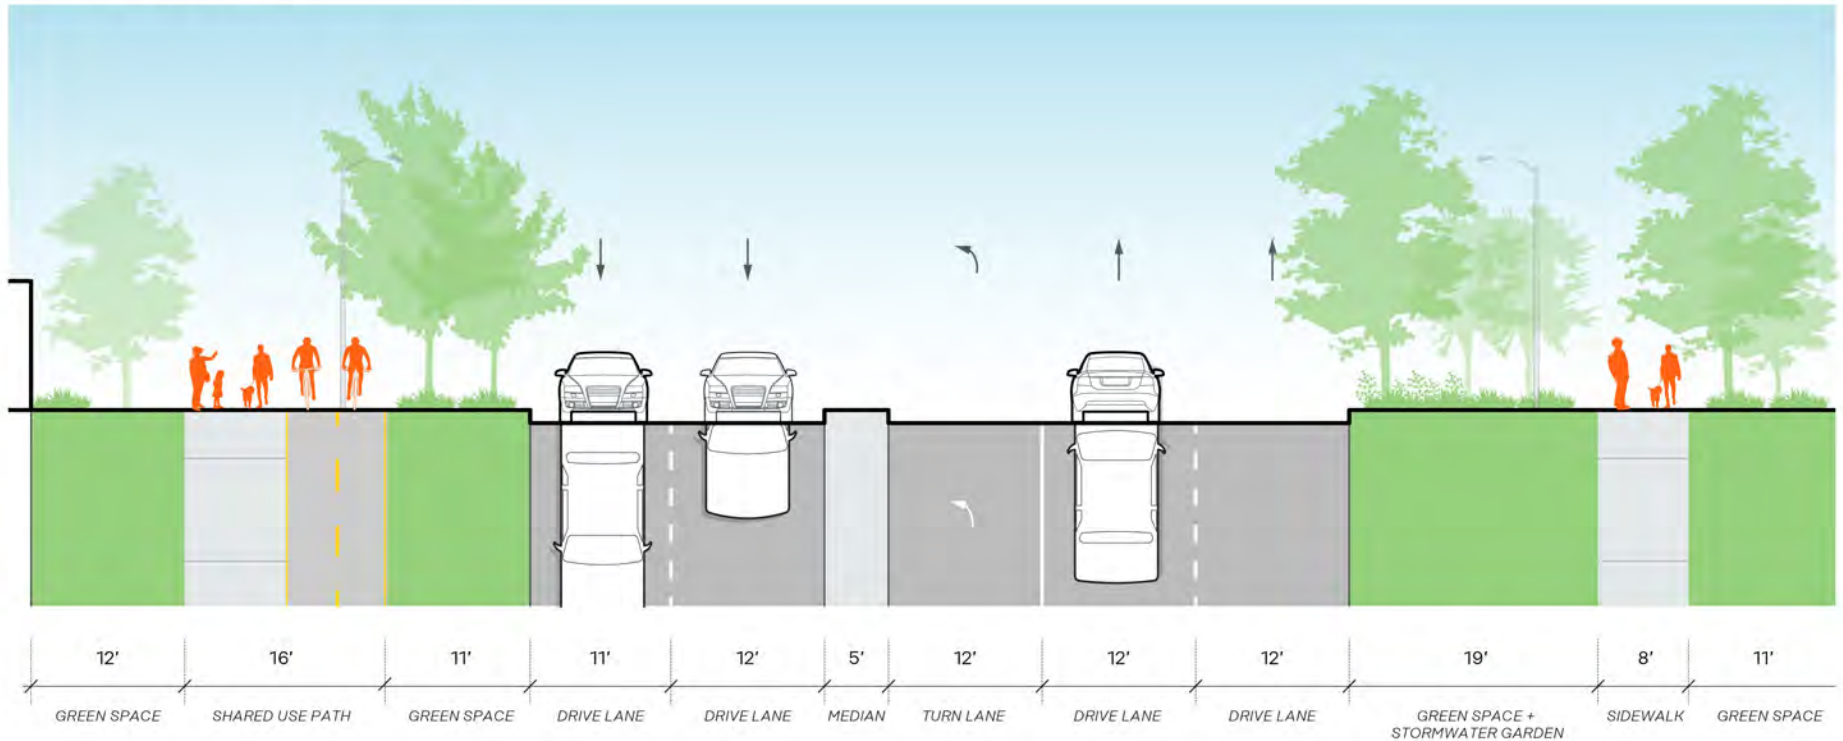 12' 16' 11' 11' 12' 5' 12' 12' 12' 19' 8' 11'
GREEN SPACE SHARED USE PATH GREEN SPACE DRIVE LANE DRIVE LANE MEDIAN TURN LANE DRIVE LANE DRIVE LANE GREEN SPACE + SIDEWALK GREEN SPACE
STORMWATER GARDEN